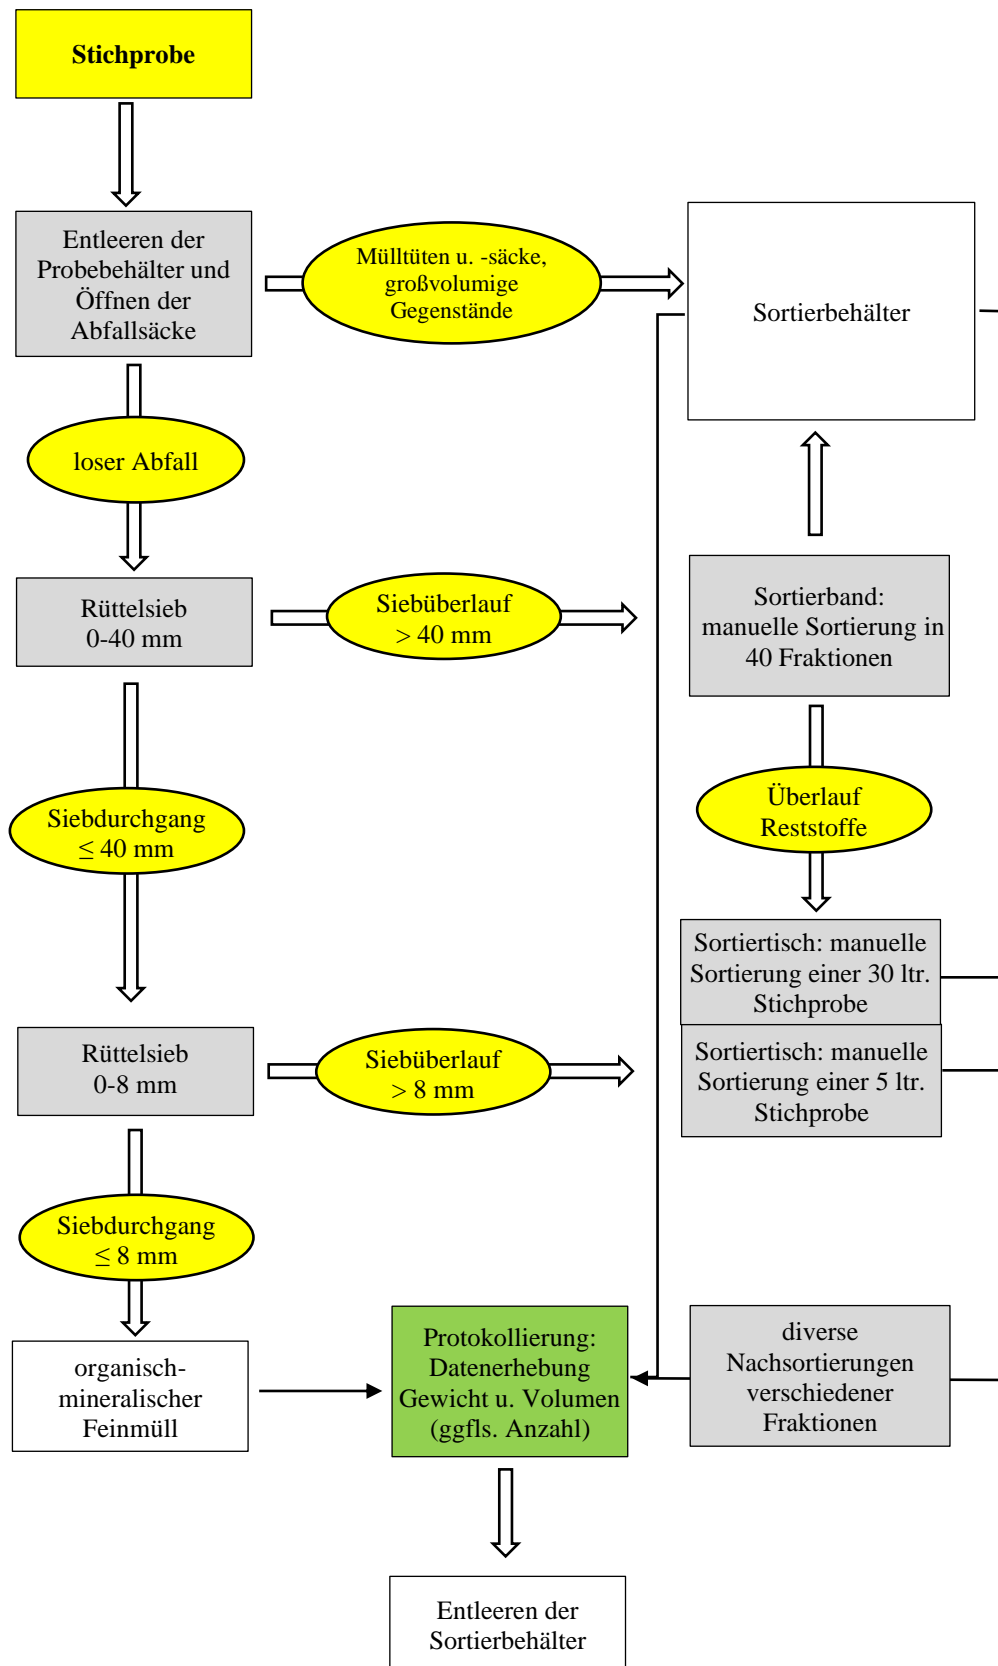 Stichprobe
Entleeren der
Probebehälter und
Öffnen der
Abfallsäcke
Mülltüten u. -säcke,
großvolumige
Gegenstände
Sortierbehälter
loser Abfall
Rüttelsieb
0-40 mm
Siebüberlauf
> 40 mm
Sortierband:
manuelle Sortierung in
40 Fraktionen
Siebdurchgang
≤ 40 mm
Überlauf
Reststoffe
Sortiertisch: manuelle
Sortierung einer 30 ltr.
Stichprobe
Rüttelsieb
0-8 mm
Siebüberlauf
> 8 mm
Sortiertisch: manuelle
Sortierung einer 5 ltr.
Stichprobe
Siebdurchgang
≤ 8 mm
organisch-
mineralischer
Feinmüll
Protokollierung:
Datenerhebung
Gewicht u. Volumen
(ggfls. Anzahl)
diverse
Nachsortierungen
verschiedener
Fraktionen
Entleeren der
Sortierbehälter